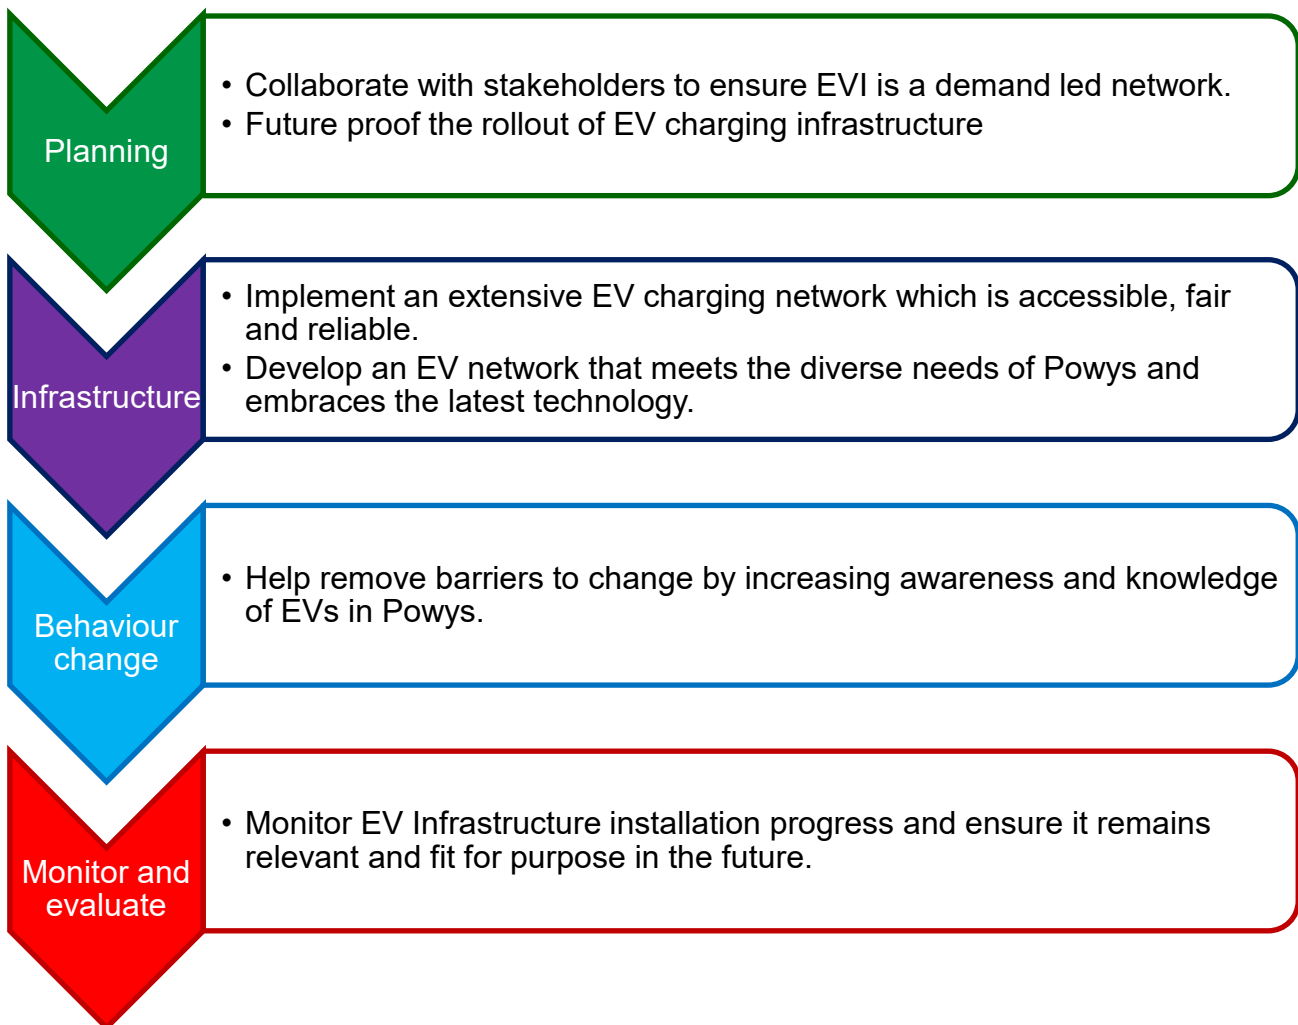 Planning
• Collaborate with stakeholders to ensure EVI is a demand led network.
• Future proof the rollout of EV charging infrastructure
Infrastructure
• Implement an extensive EV charging network which is accessible, fair
and reliable.
• Develop an EV network that meets the diverse needs of Powys and
embraces the latest technology.
Behaviour
change
• Help remove barriers to change by increasing awareness and knowledge
of EVs in Powys.
Monitor and
evaluate
• Monitor EV Infrastructure installation progress and ensure it remains
relevant and fit for purpose in the future.